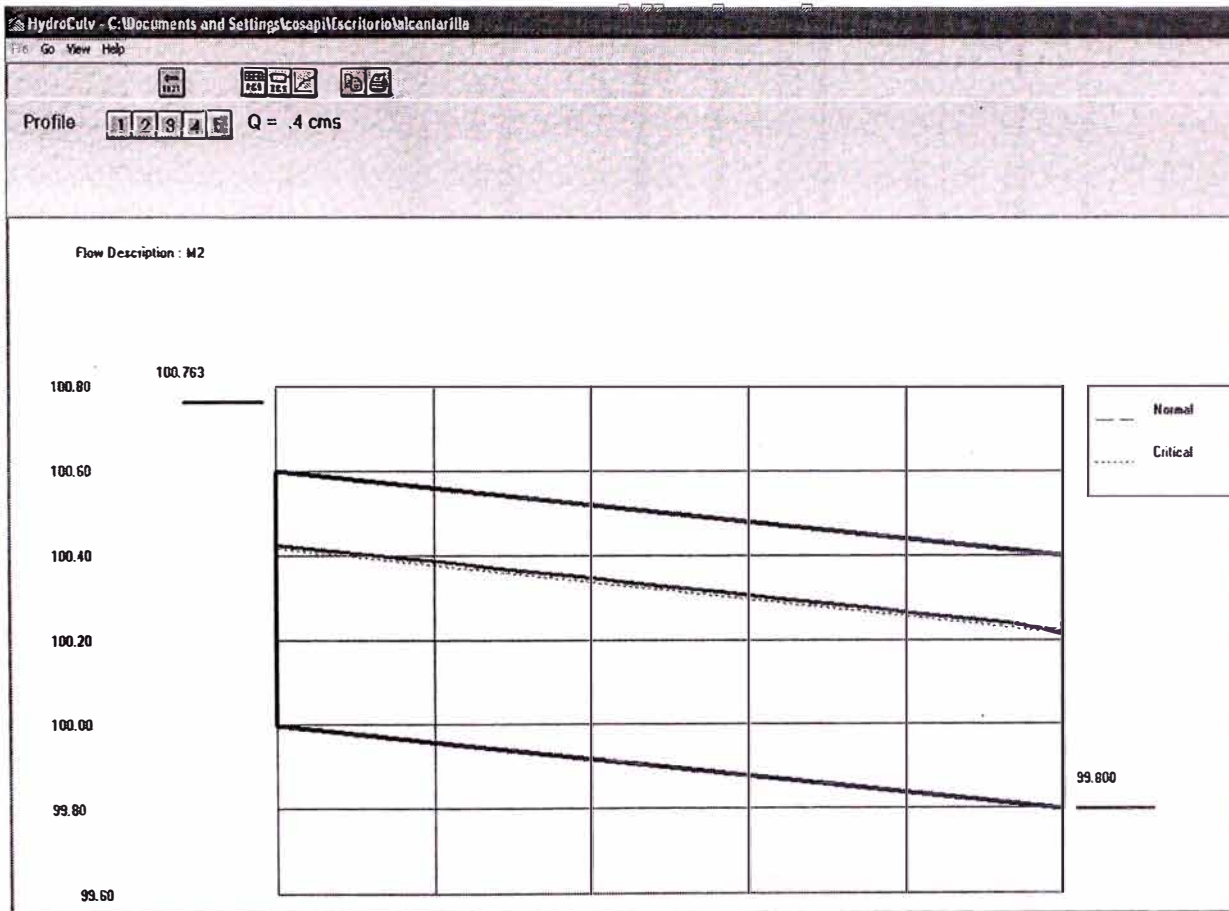 HydroCulv - C:\Documents and Settings\cosapi\Escritorio\alcantarilla
Go View Help
Profile 1 2 3 4 5 Q = .4 cms
Flow Description : M2
100.763
100.80
100.60
100.40
100.20
100.00
99.80
99.60
Normal
Critical
99.800